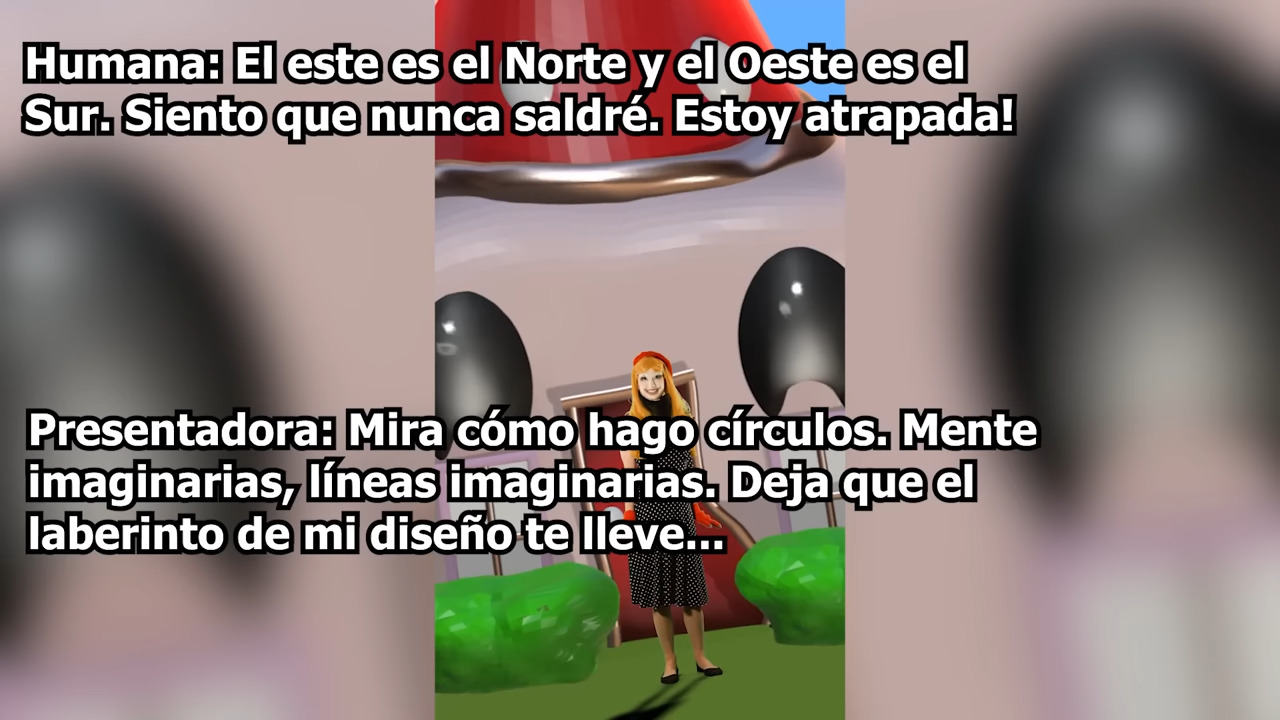 Humana: El este es el Norte y el Oeste es el
Sur. Siento que nunca saldré. Estoy atrapada!
Presentadora: Mira cómo hago círculos. Mente
imaginarias, líneas imaginarias. Deja que el
laberinto de mi diseño te lleve...